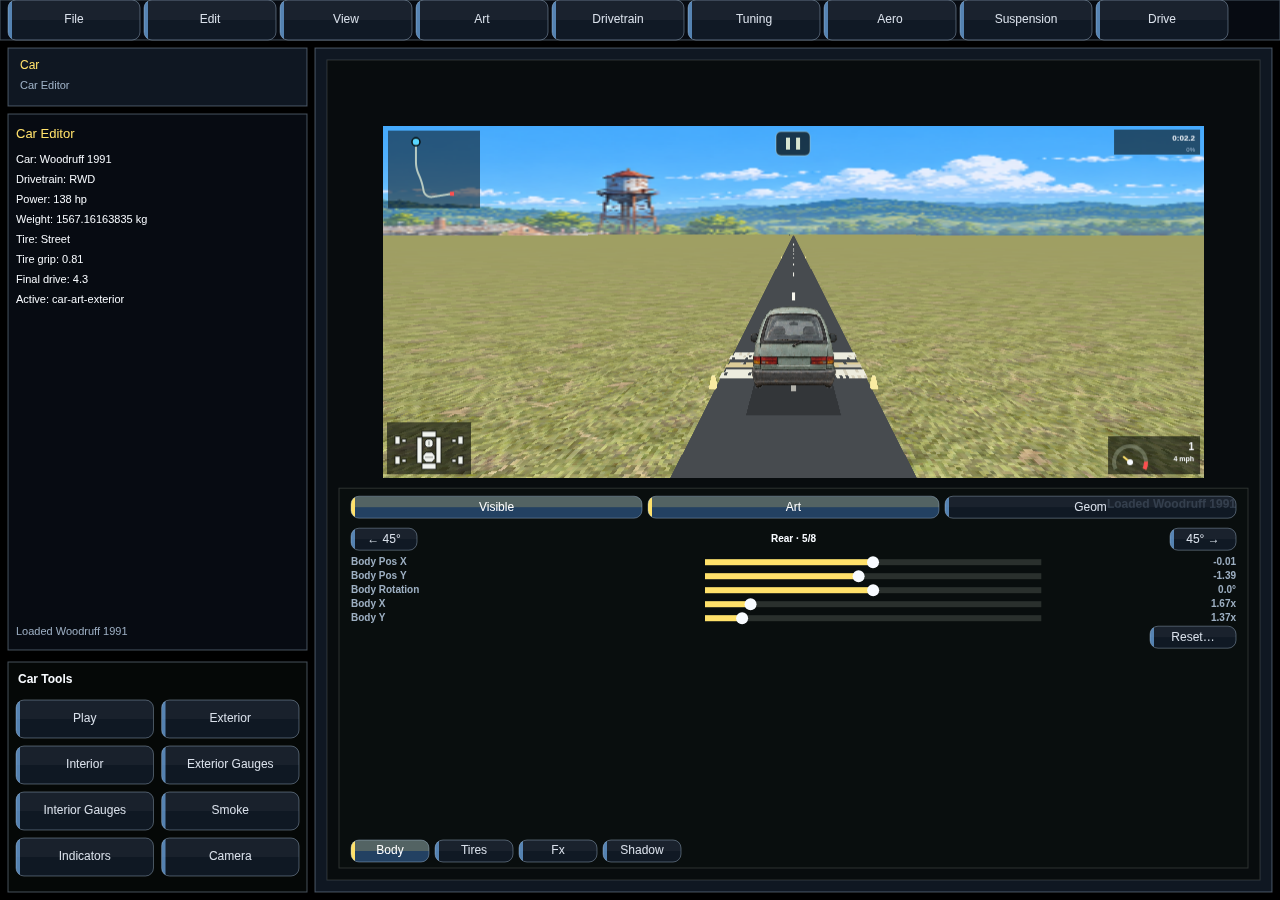 File Edit View Art Drivetrain Tuning Aero Suspension Drive
Car
Car Editor
Car Editor
Car: Woodruff 1991
Drivetrain: RWD
Power: 138 hp
Weight: 1567.16163835 kg
Tire: Street
Tire grip: 0.81
Final drive: 4.3
Active: car-art-exterior
Loaded Woodruff 1991
Car Tools
Play Exterior
Interior Exterior Gauges
Interior Gauges Smoke
Indicators Camera
0:02.2
0%
1
4 mph
Visible Art Geom
Loaded Woodruff 1991
← 45° Rear · 5/8 45° →
Body Pos X -0.01
Body Pos Y -1.39
Body Rotation 0.0°
Body X 1.67x
Body Y 1.37x
Reset…
Body Tires Fx Shadow